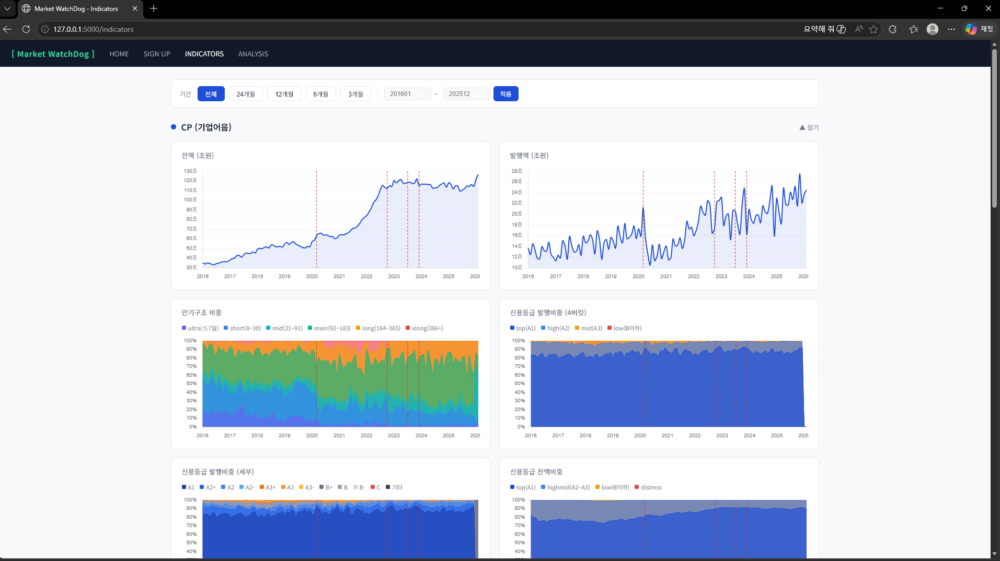 Market WatchDog - Indicators
127.0.0.1:5000/indicators
요약해 줘
채팅
[ Market WatchDog ] HOME SIGN UP INDICATORS ANALYSIS
기간 전체 24개월 12개월 6개월 3개월 201601 ~ 202512 적용
CP (기업어음)
▲ 접기
잔액 (조원)
130조
120조
110조
100조
90조
80조
70조
60조
50조
40조
30조
2016 2017 2018 2019 2020 2021 2022 2023 2024 2025 202
발행액 (조원)
28조
26조
24조
22조
20조
18조
16조
14조
12조
10조
2016 2017 2018 2019 2020 2021 2022 2023 2024 2025 202
만기구조 비중
ultra(≤7일) short(8~30) mid(31~91) main(92~183) long(184~365) xlong(366+)
100%
90%
80%
70%
60%
50%
40%
30%
20%
10%
0%
2016 2017 2018 2019 2020 2021 2022 2023 2024 2025 202
신용등급 발행비중 (4버킷)
top(A1) high(A2) mid(A3) low(B이하)
100%
90%
80%
70%
60%
50%
40%
30%
20%
10%
0%
2016 2017 2018 2019 2020 2021 2022 2023 2024 2025 202
신용등급 발행비중 (세부)
A1 A2+ A2 A2- A3+ A3 A3- B+ B B- C 기타
100%
90%
80%
70%
60%
50%
40%
신용등급 잔액비중
top(A1) highmid(A2~A3) low(B이하) distress
100%
90%
80%
70%
60%
50%
40%